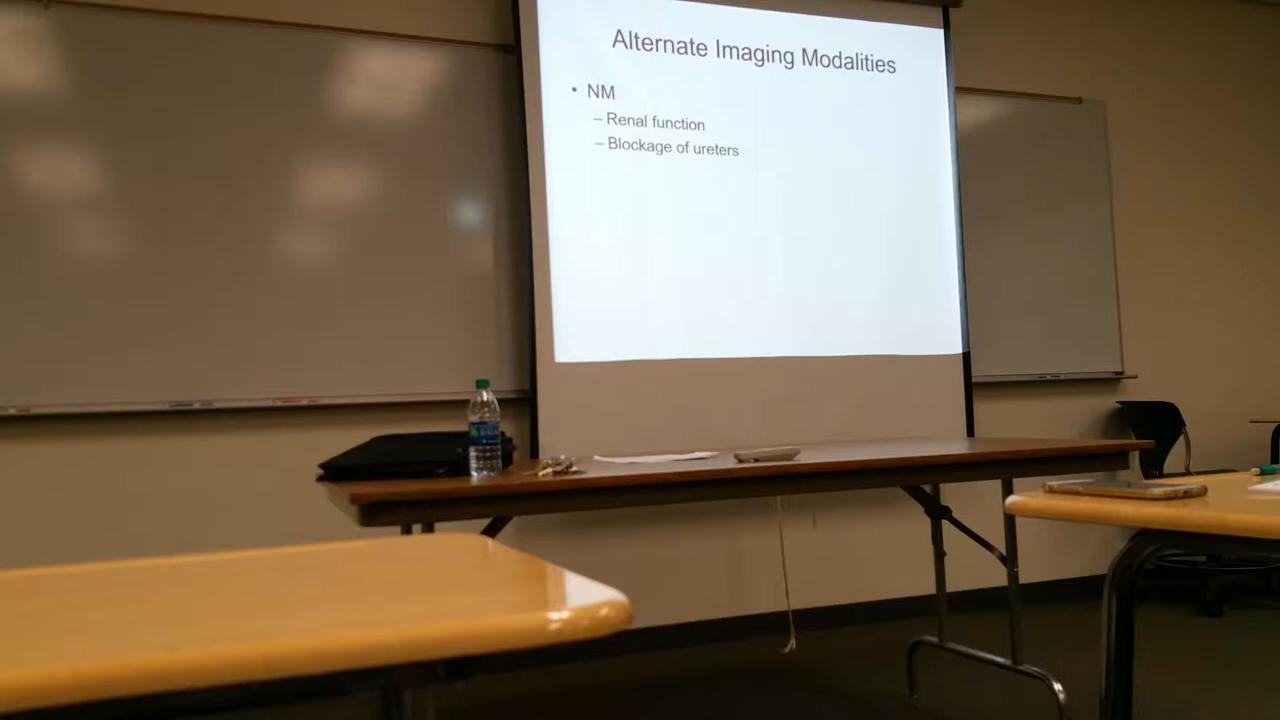 Alternate Imaging Modalities
• NM
– Renal function
– Blockage of ureters